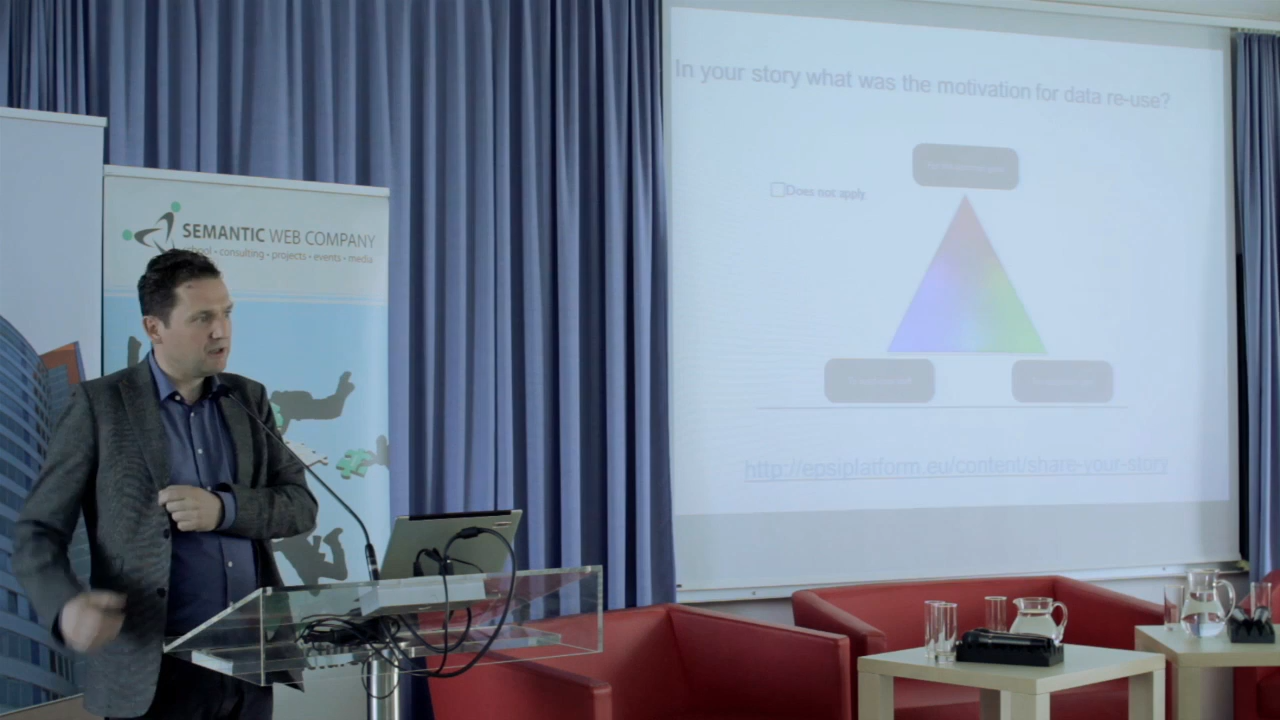 In your story what was the motivation for data re-use?
Does not apply
http://epsiplatform.eu/content/share-your-story
SEMANTIC WEB COMPANY
school • consulting • projects • events • media